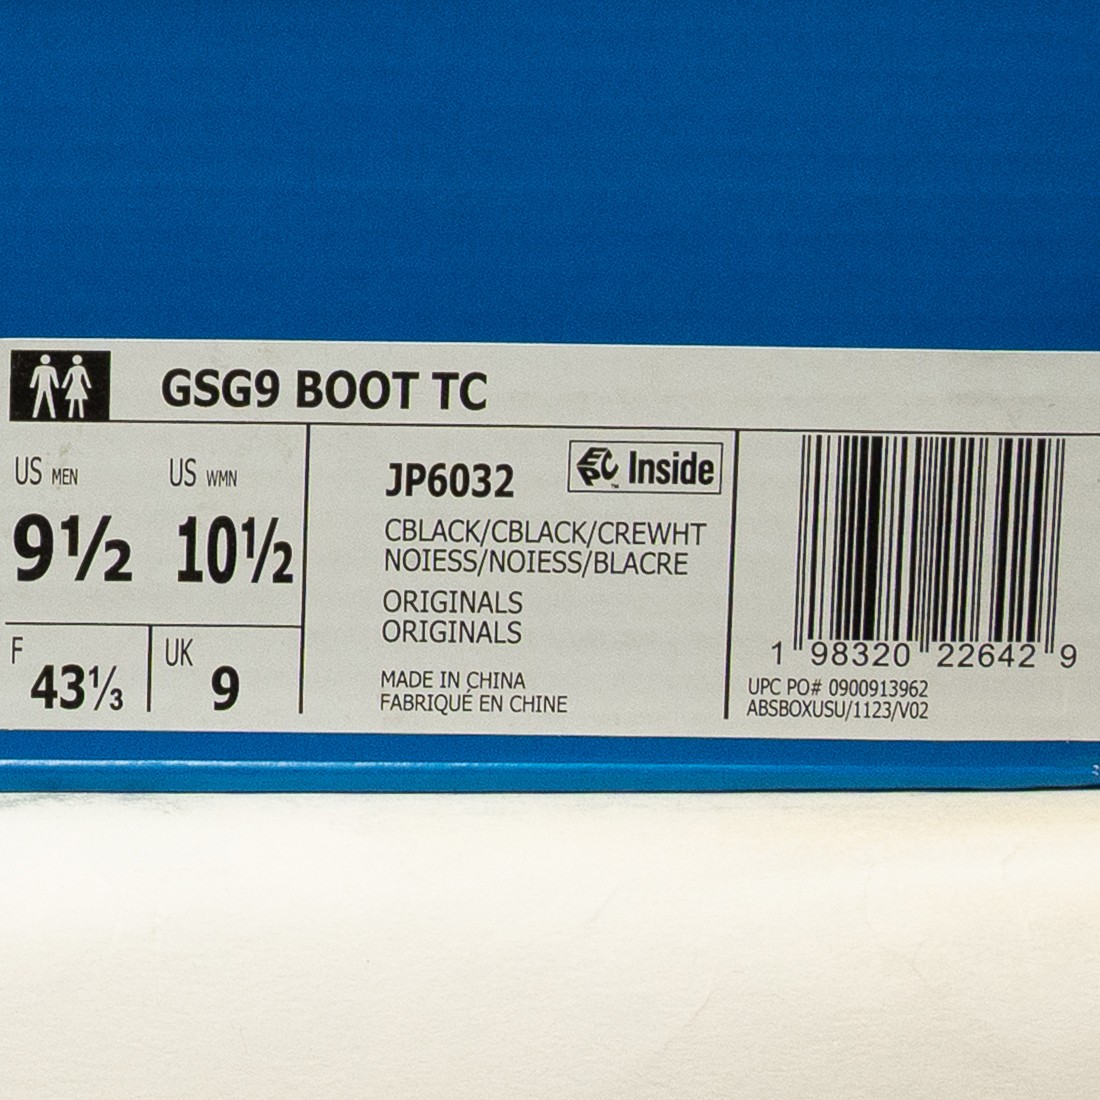 GSG9 BOOT TC
US MEN
9½
US WMN
10½
F
43⅓
UK
9
JP6032
EPC™ Inside
CBLACK/CBLACK/CREWHT
NOIESS/NOIESS/BLACRE
ORIGINALS
ORIGINALS
MADE IN CHINA
FABRIQUÉ EN CHINE
1 98320 22642 9
UPC PO# 0900913962
ABSBOXUSU/1123/V02